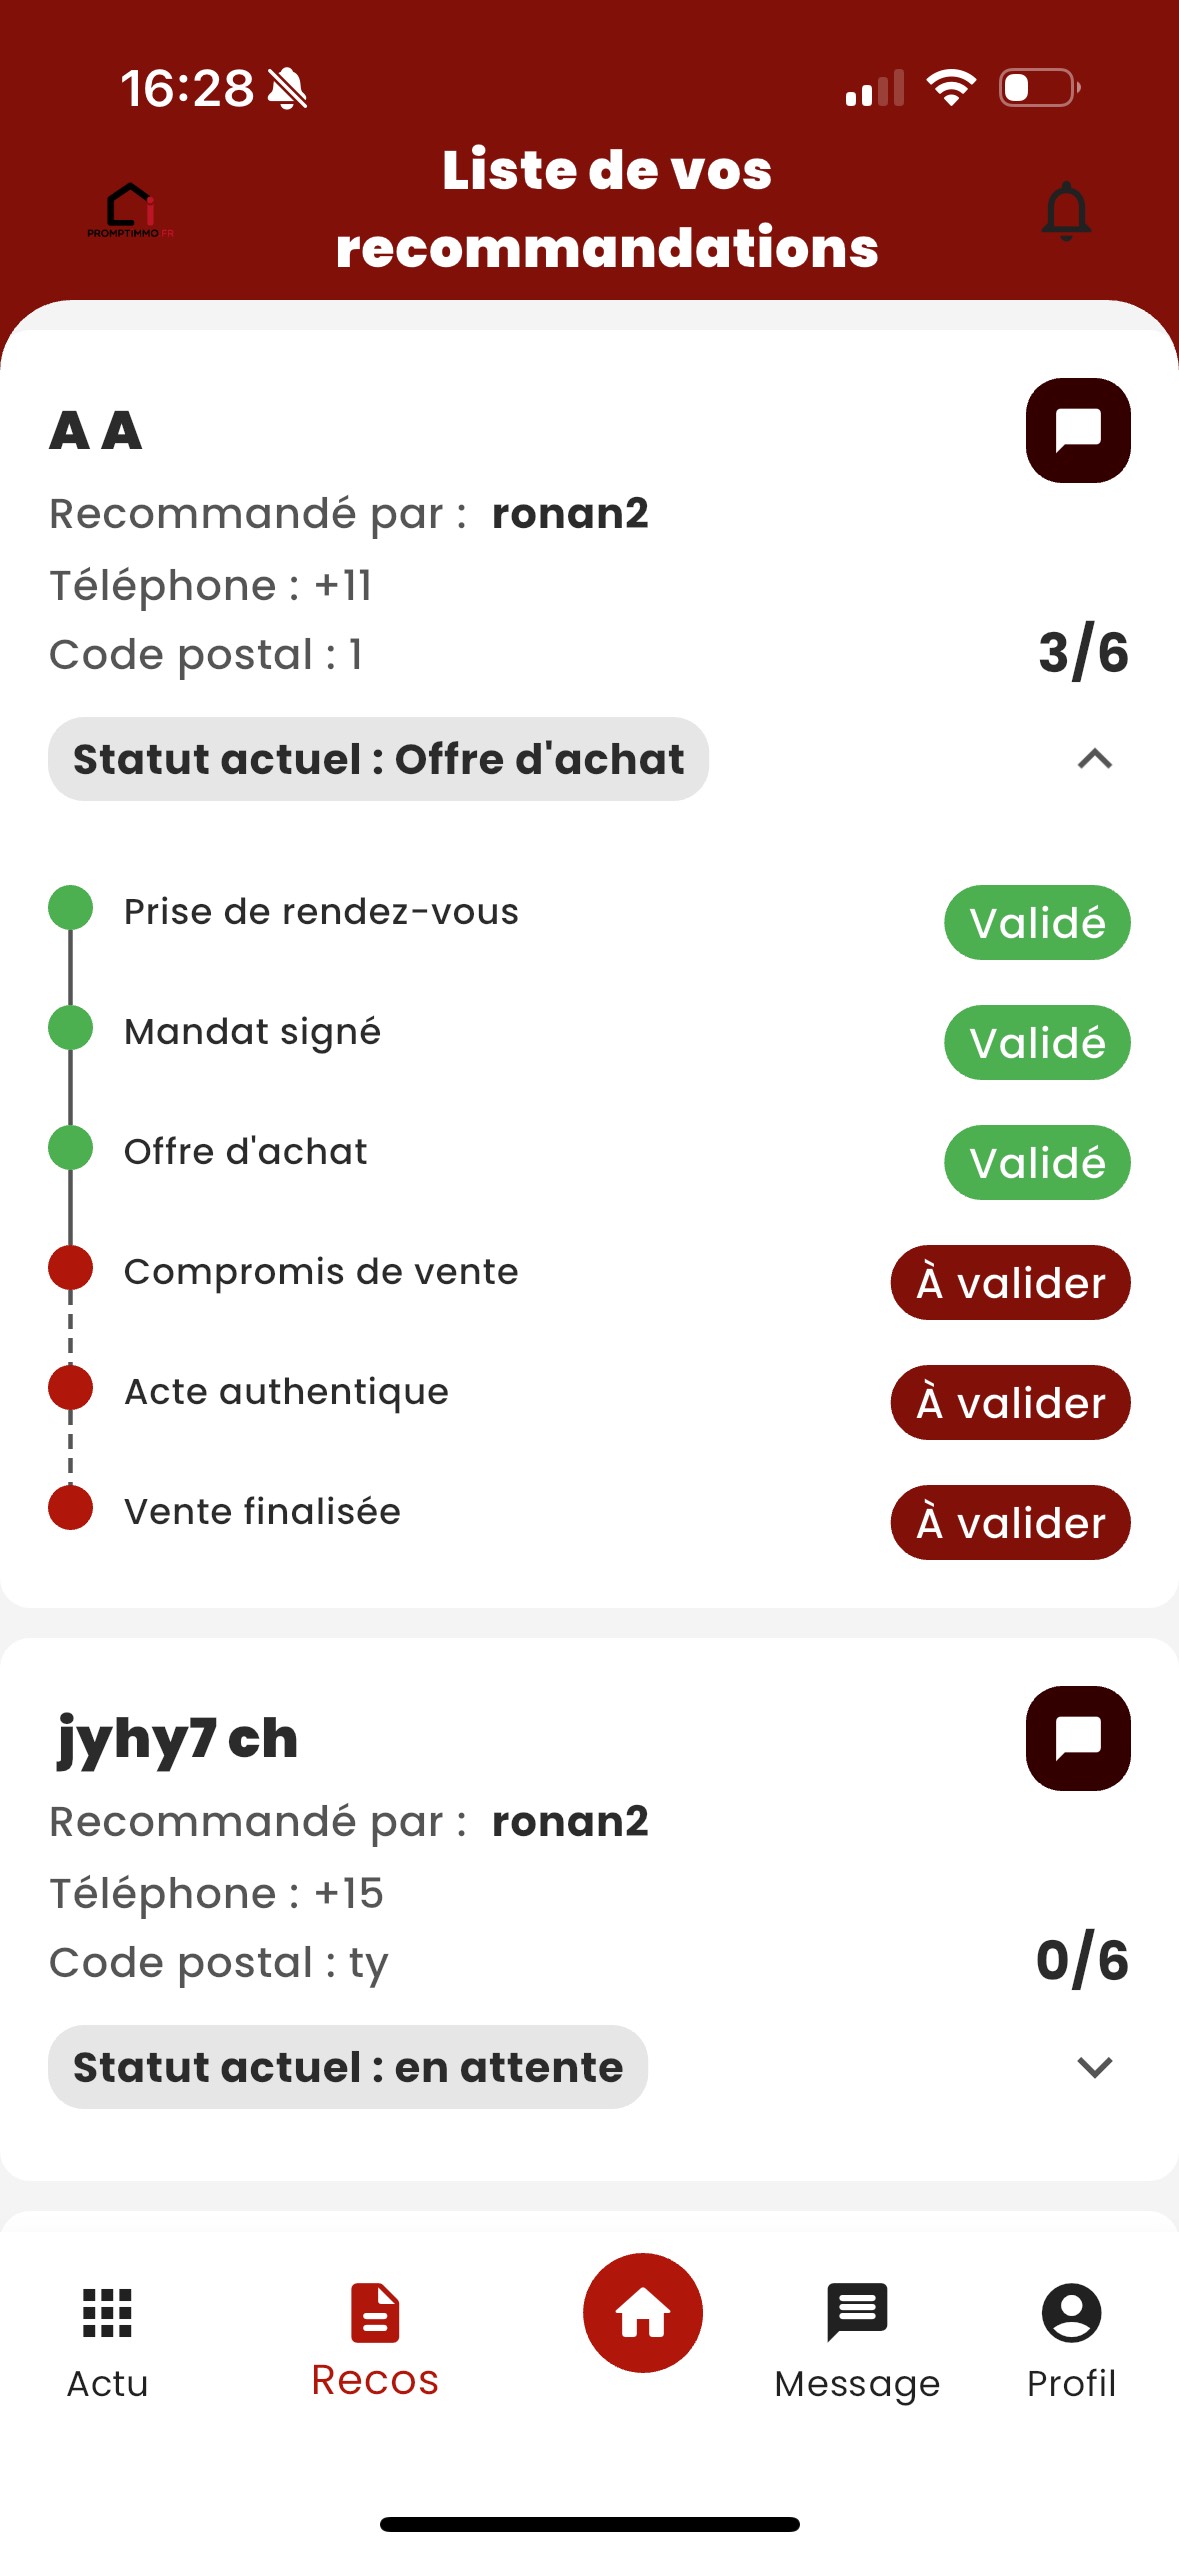 16:28
Liste de vos
recommandations
PROMPTIMMO.FR
A A
Recommandé par : ronan2
Téléphone : +11
Code postal : 1
3/6
Statut actuel : Offre d'achat
Prise de rendez-vous
Validé
Mandat signé
Validé
Offre d'achat
Validé
Compromis de vente
À valider
Acte authentique
À valider
Vente finalisée
À valider
jyhy7 ch
Recommandé par : ronan2
Téléphone : +15
Code postal : ty
0/6
Statut actuel : en attente
Actu
Recos
Message
Profil